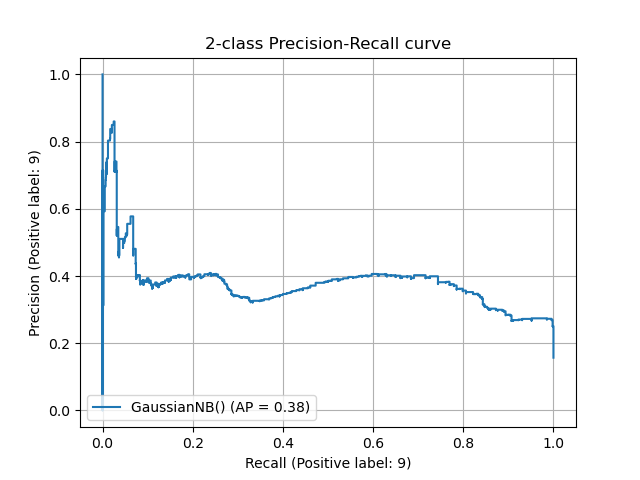 2-class Precision-Recall curve
1.0
0.8
0.6
0.4
0.2
0.0
Precision (Positive label: 9)
GaussianNB() (AP = 0.38)
0.0 0.2 0.4 0.6 0.8 1.0
Recall (Positive label: 9)